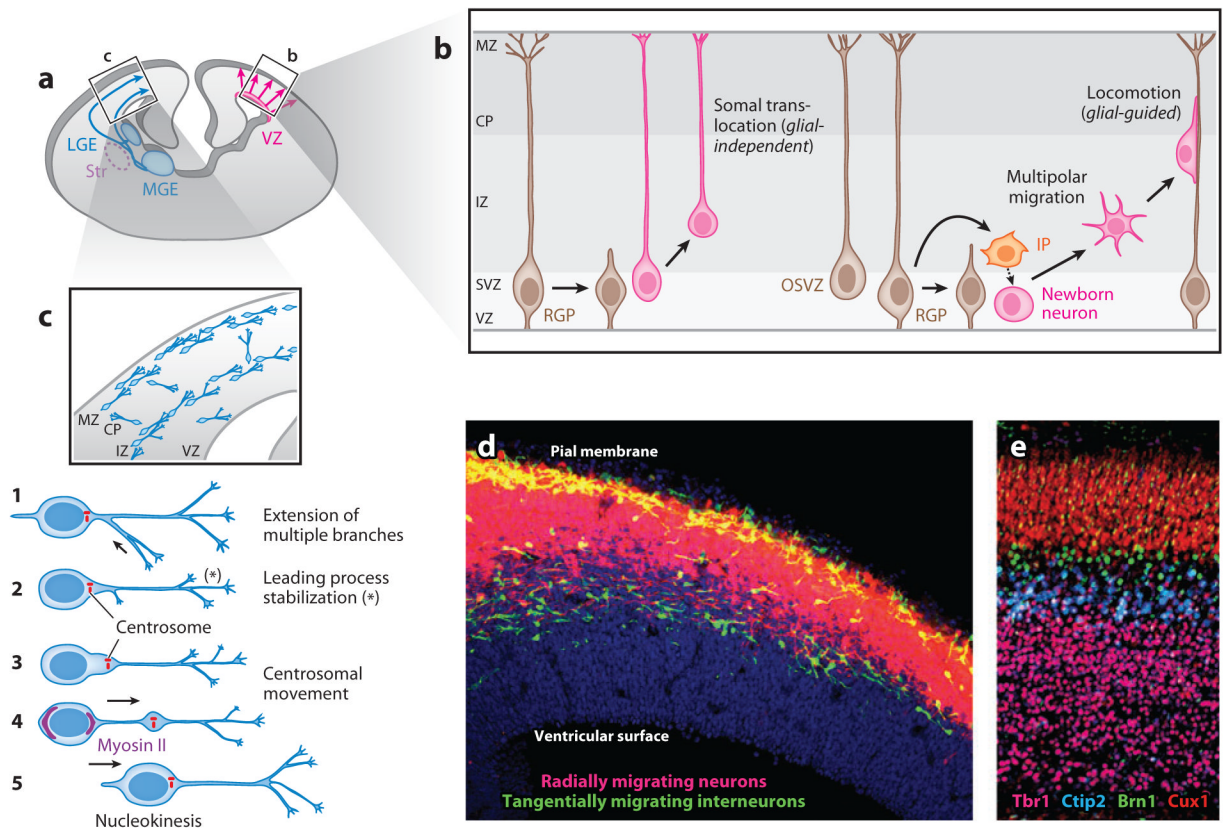 a
c
b
LGE
Str
MGE
VZ
b
MZ
CP
IZ
SVZ
VZ
RGP
Somal trans-
location (glial-
independent)
OSVZ
RGP
IP
Newborn
neuron
Multipolar
migration
Locomotion
(glial-guided)
c
MZ
CP
IZ
VZ
1
Extension of
multiple branches
2
(*)
Leading process
stabilization (*)
Centrosome
3
Centrosomal
movement
4
Myosin II
5
Nucleokinesis
d
Pial membrane
Ventricular surface
Radially migrating neurons
Tangentially migrating interneurons
e
Tbr1 Ctip2 Brn1 Cux1